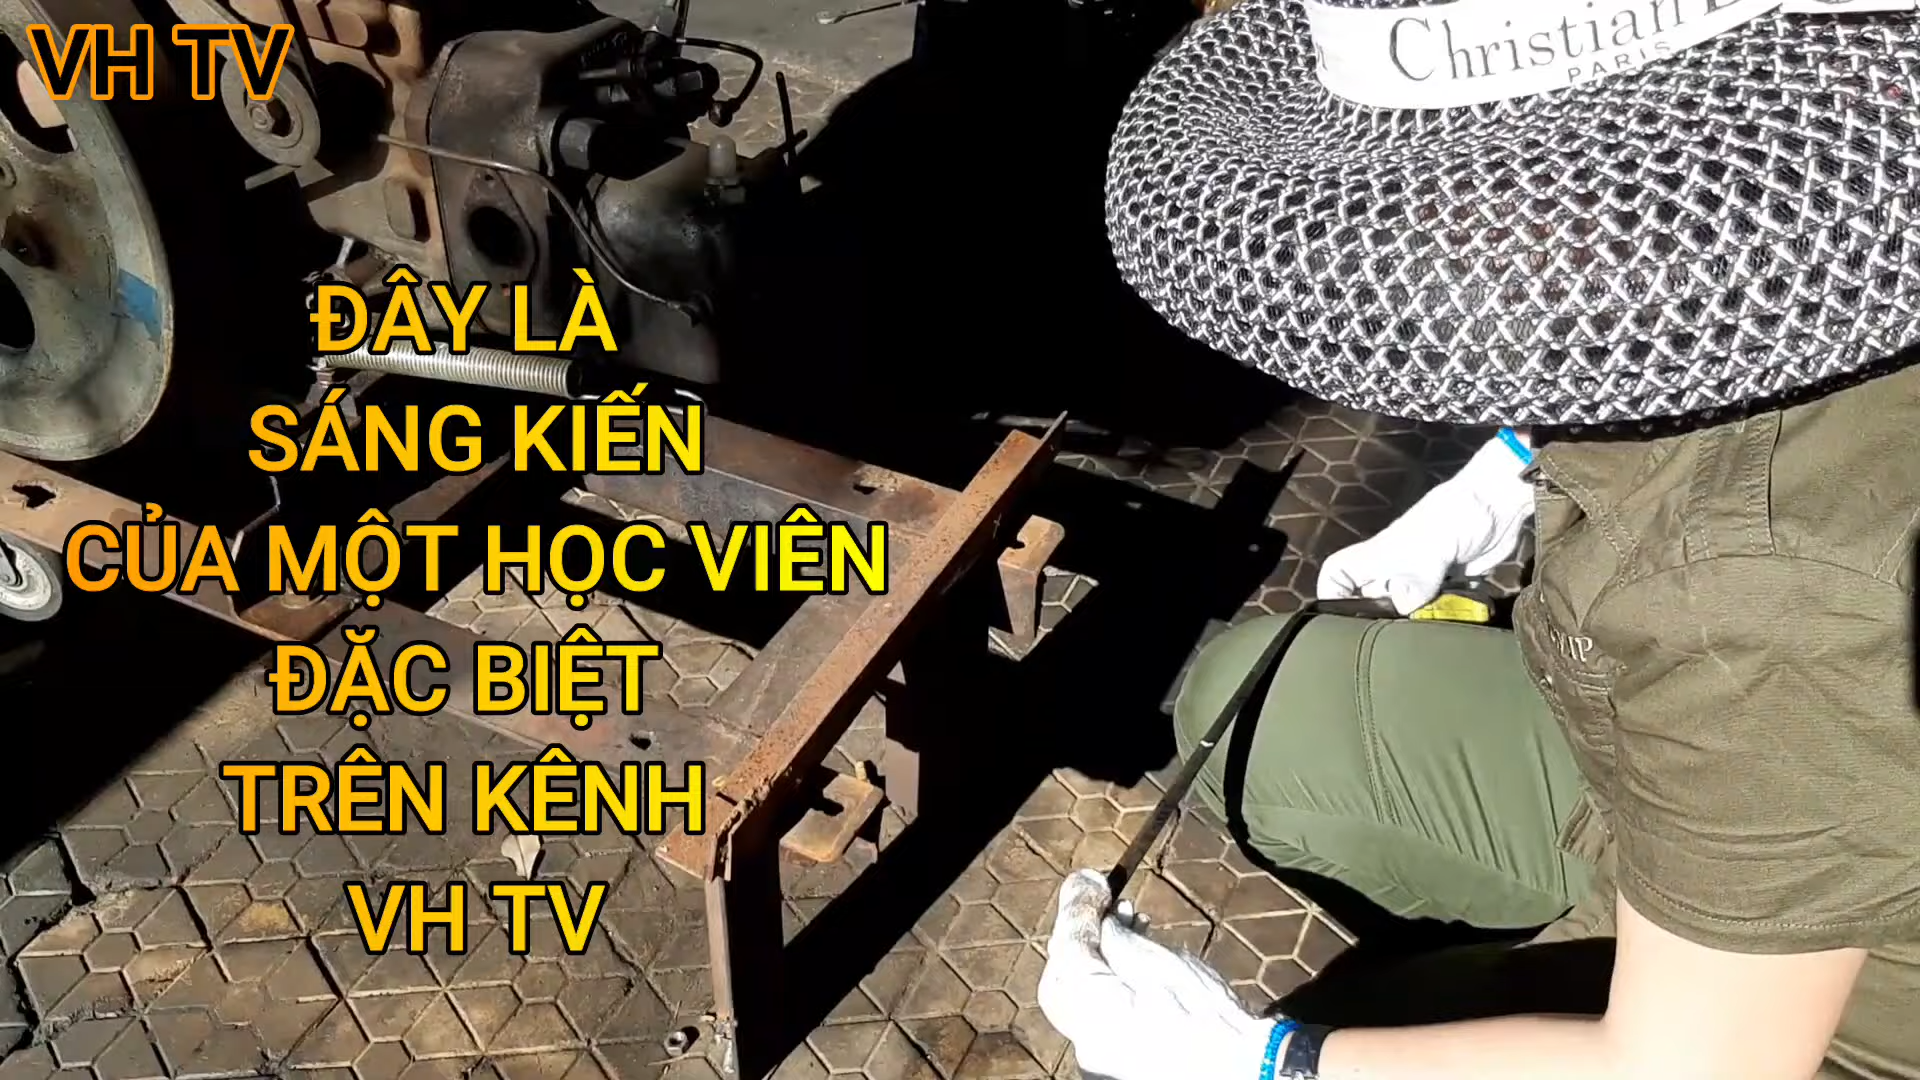 VH TV
Christian
PARIS
ĐÂY LÀ
SÁNG KIẾN
CỦA MỘT HỌC VIÊN
ĐẶC BIỆT
TRÊN KÊNH
VH TV